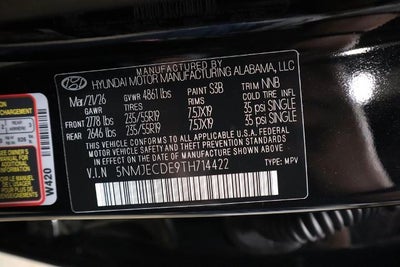 MANUFACTURED BY
HYUNDAI MOTOR MANUFACTURING ALABAMA, LLC
Mar/21/26 GVWR 4861 lbs PAINT S3B TRIM NNB
GAWR TIRES RIMS COLD TIRE INFL
FRONT 2778 lbs 235/55R19 7.5JX19 35 psi SINGLE
REAR 2646 lbs 235/55R19 7.5JX19 35 psi SINGLE
THIS VEHICLE CONFORMS TO ALL APPLICABLE U.S. FEDERAL
MOTOR VEHICLE SAFETY AND THEFT PREVENTION STANDARDS
IN EFFECT ON THE DATE OF MANUFACTURE SHOWN ABOVE
V.I.N 5NMJECDE9TH714422 TYPE: MPV
W420